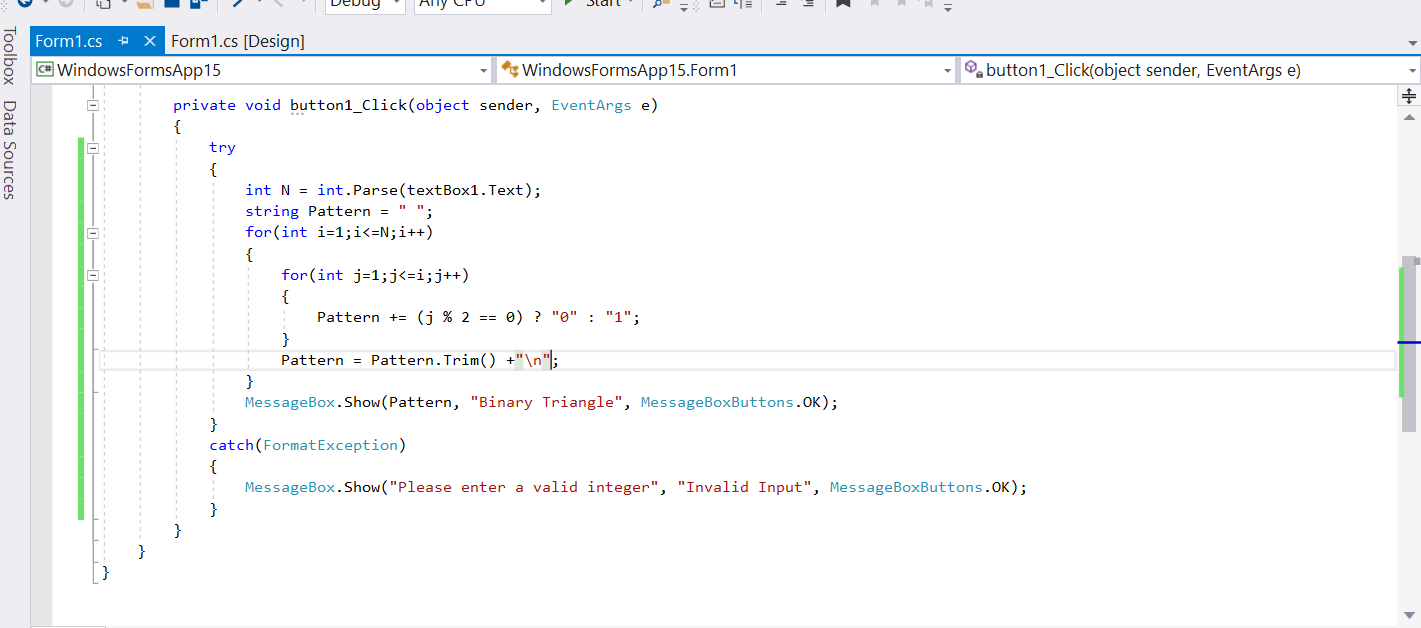 Debug Any CPU Start
Toolbox
Data Sources
Form1.cs Form1.cs [Design]
C# WindowsFormsApp15 WindowsFormsApp15.Form1 button1_Click(object sender, EventArgs e)
private void button1_Click(object sender, EventArgs e)
{
try
{
int N = int.Parse(textBox1.Text);
string Pattern = " ";
for(int i=1;i<=N;i++)
{
for(int j=1;j<=i;j++)
{
Pattern += (j % 2 == 0) ? "0" : "1";
}
Pattern = Pattern.Trim() +"\n";
}
MessageBox.Show(Pattern, "Binary Triangle", MessageBoxButtons.OK);
}
catch(FormatException)
{
MessageBox.Show("Please enter a valid integer", "Invalid Input", MessageBoxButtons.OK);
}
}
}
}